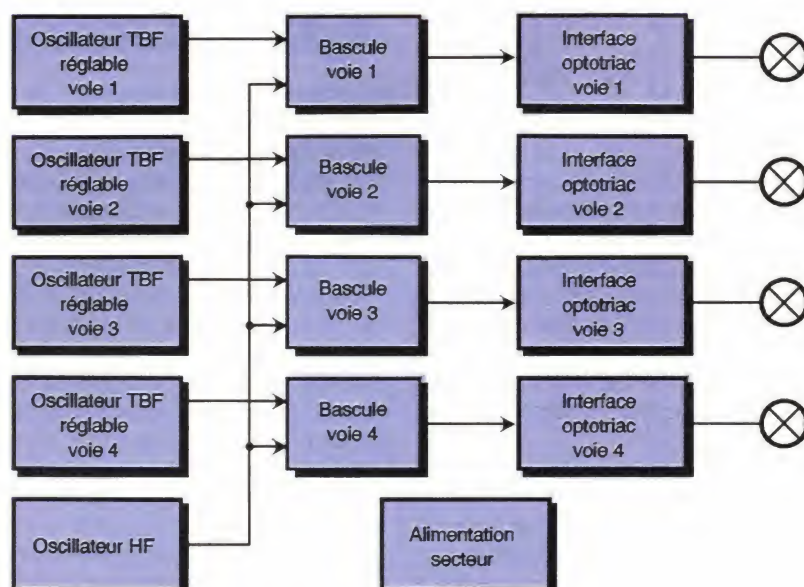 Oscillateur TBF
réglable
voie 1
Bascule
voie 1
Interface
optotriac
voie 1
Oscillateur TBF
réglable
voie 2
Bascule
voie 2
Interface
optotriac
voie 2
Oscillateur TBF
réglable
voie 3
Bascule
voie 3
Interface
optotriac
voie 3
Oscillateur TBF
réglable
voie 4
Bascule
voie 4
Interface
optotriac
voie 4
Oscillateur HF
Alimentation
secteur